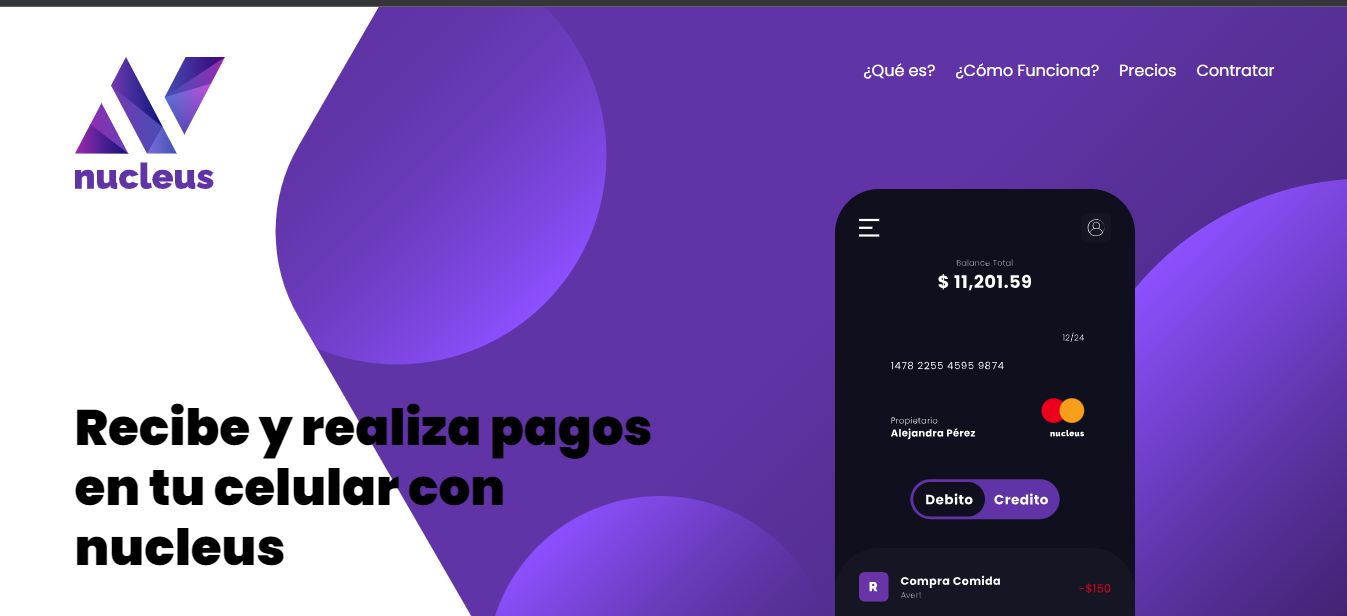 nucleus
¿Qué es? ¿Cómo Funciona? Precios Contratar
Recibe y realiza pagos
en tu celular con
nucleus
Balance Total
$ 11,201.59
12/24
1478 2255 4595 9874
Propietario
Alejandra Pérez
nucleus
Debito Credito
R
Compra Comida
Aver!
-$150